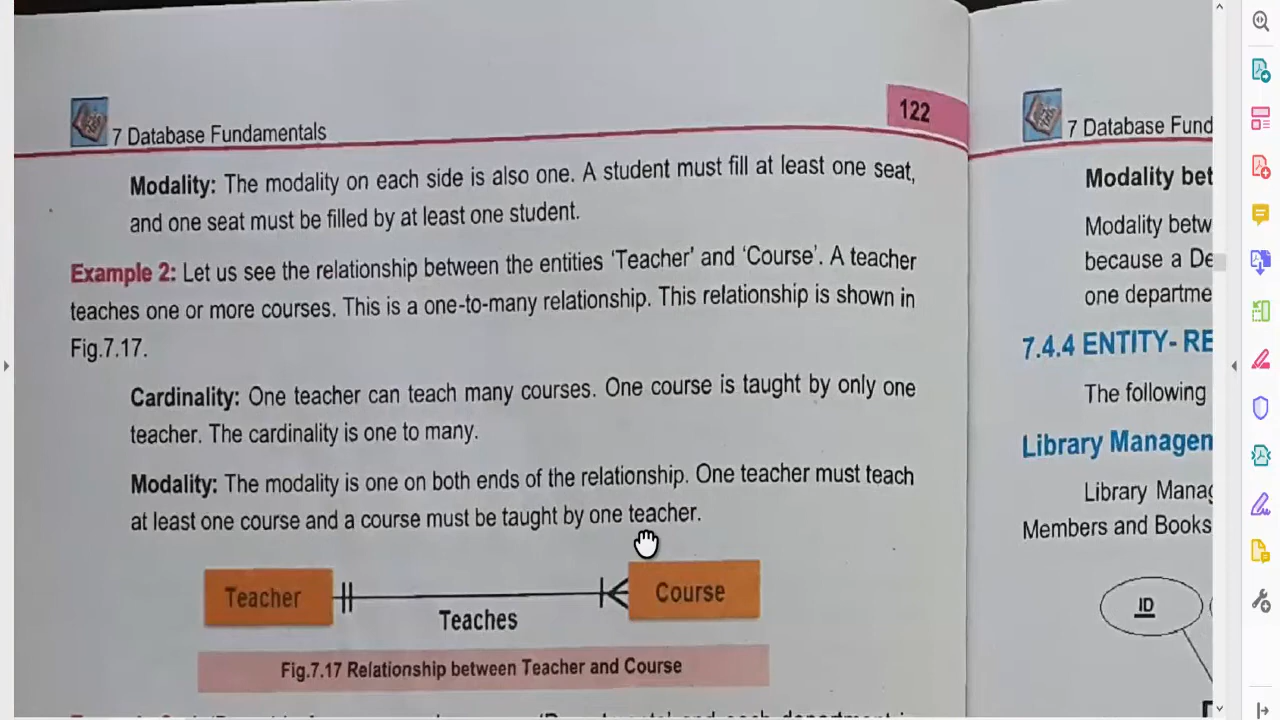 7 Database Fundamentals
122
Modality: The modality on each side is also one. A student must fill at least one seat,
and one seat must be filled by at least one student.
Example 2: Let us see the relationship between the entities ‘Teacher’ and ‘Course’. A teacher
teaches one or more courses. This is a one-to-many relationship. This relationship is shown in
Fig.7.17.
Cardinality: One teacher can teach many courses. One course is taught by only one
teacher. The cardinality is one to many.
Modality: The modality is one on both ends of the relationship. One teacher must teach
at least one course and a course must be taught by one teacher.
Teacher
Teaches
Course
Fig.7.17 Relationship between Teacher and Course
7 Database Fund
Modality bet
Modality betw
because a De
one departme
7.4.4 ENTITY- RE
The following
Library Managen
Library Manag
Members and Books
ID